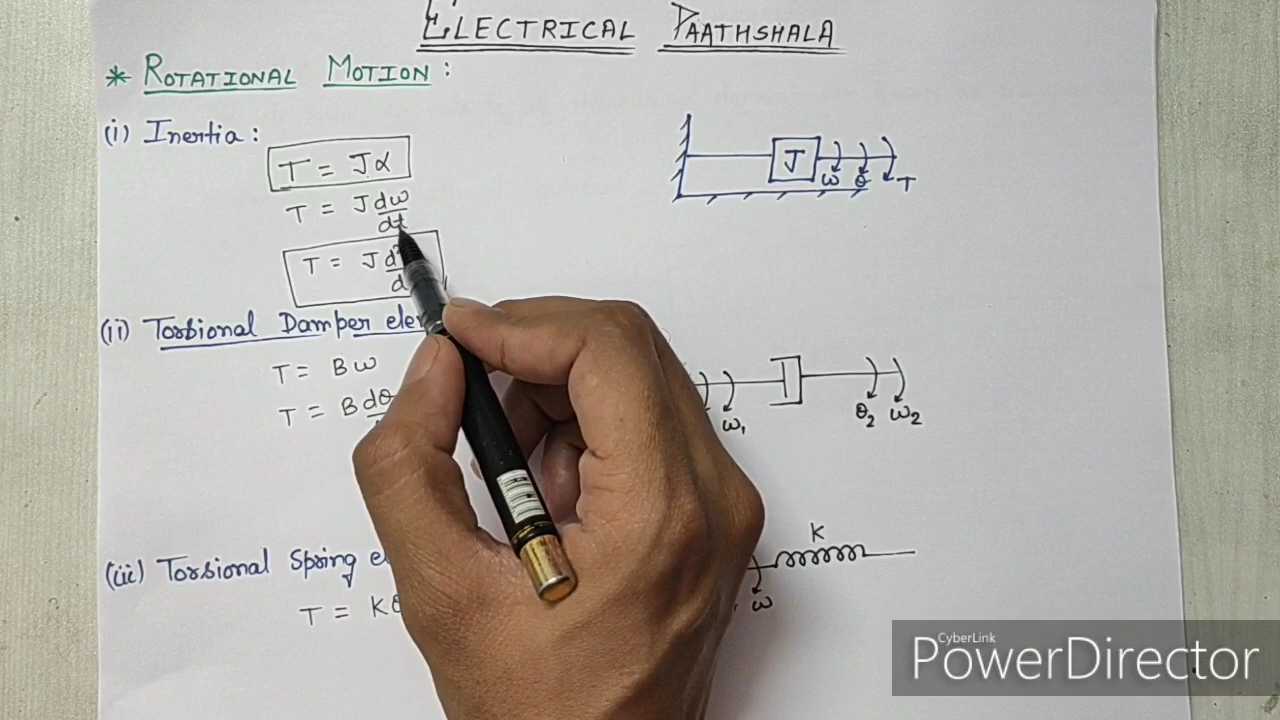 ELECTRICAL PAATHSHALA
* ROTATIONAL MOTION :
(i) Inertia :
T = Jα
T = J dω/dt
T = J d
(ii) Torsional Damper
T = Bω
T = B dθ
(iii) Torsional Spring
T = K
J
ω θ T
ω₁ θ₂ ω₂
K
ω
CyberLink
PowerDirector